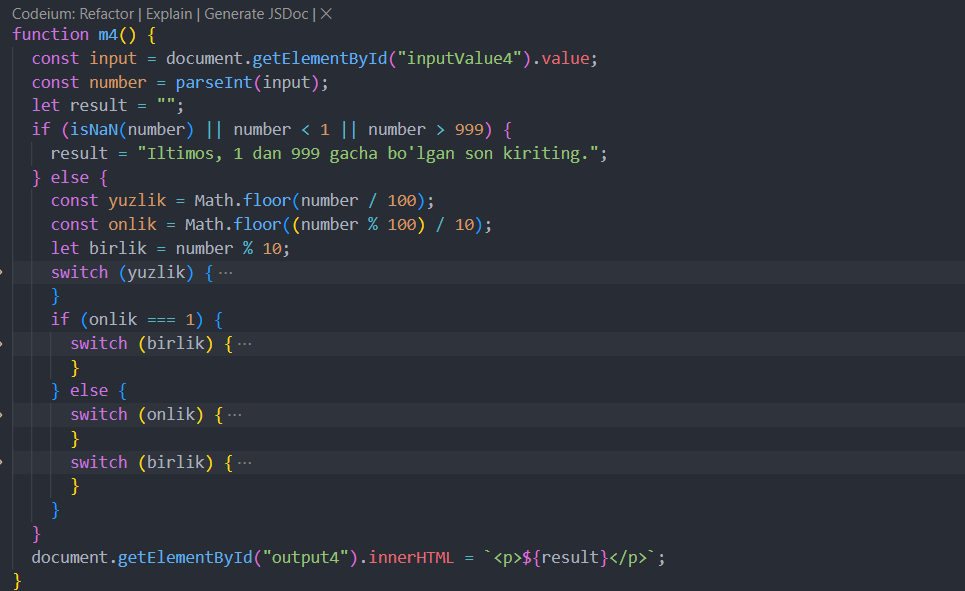 Codeium: Refactor | Explain | Generate JSDoc | ✕
function m4() {
  const input = document.getElementById("inputValue4").value;
  const number = parseInt(input);
  let result = "";
  if (isNaN(number) || number < 1 || number > 999) {
    result = "Iltimos, 1 dan 999 gacha bo'lgan son kiriting.";
  } else {
    const yuzlik = Math.floor(number / 100);
    const onlik = Math.floor((number % 100) / 10);
    let birlik = number % 10;
    switch (yuzlik) { ···
    }
    if (onlik === 1) {
      switch (birlik) { ···
      }
    } else {
      switch (onlik) { ···
      }
      switch (birlik) { ···
      }
    }
  }
  document.getElementById("output4").innerHTML = `<p>${result}</p>`;
}